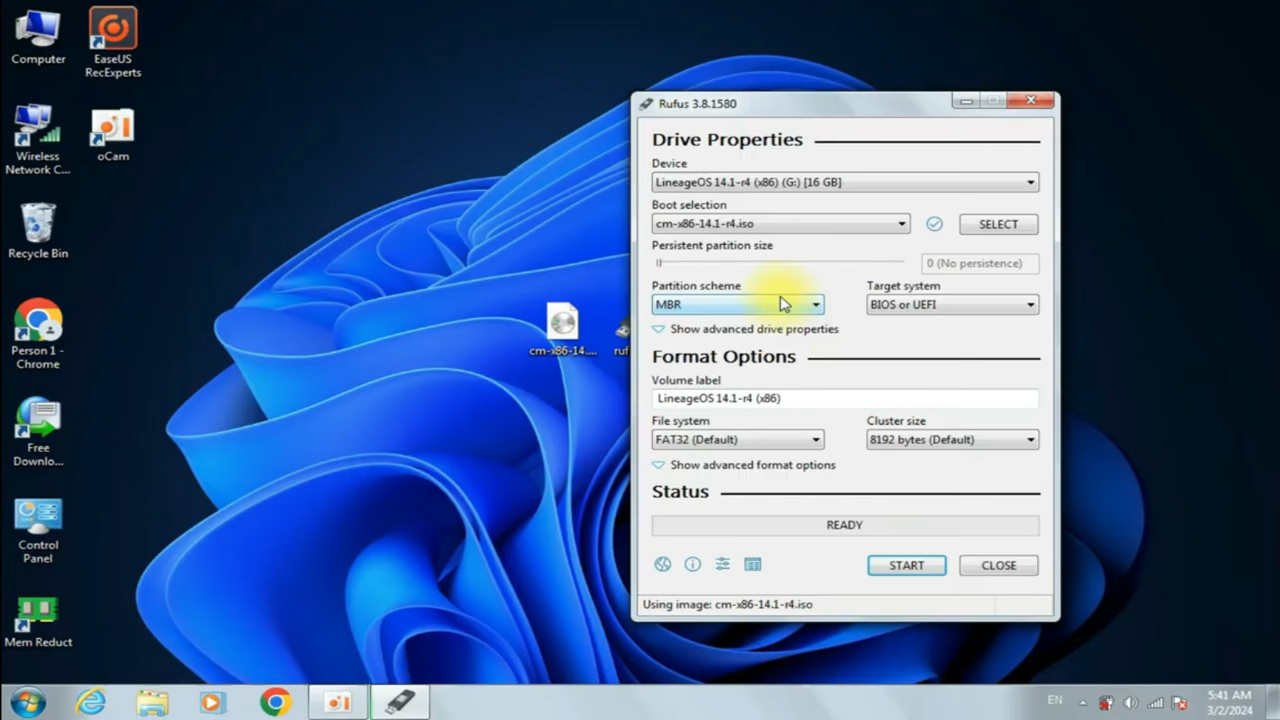 Computer
EaseUS
RecExperts
Wireless
Network C...
oCam
Recycle Bin
Person 1 -
Chrome
Free
Downlo...
Control
Panel
Mem Reduct
cm-x86-14....
ruf
Rufus 3.8.1580
Drive Properties
Device
LineageOS 14.1-r4 (x86) (G:) [16 GB]
Boot selection
cm-x86-14.1-r4.iso
SELECT
Persistent partition size
0 (No persistence)
Partition scheme
Target system
MBR
BIOS or UEFI
Show advanced drive properties
Format Options
Volume label
LineageOS 14.1-r4 (x86)
File system
Cluster size
FAT32 (Default)
8192 bytes (Default)
Show advanced format options
Status
READY
START
CLOSE
Using image: cm-x86-14.1-r4.iso
EN
5:41 AM
3/2/2024